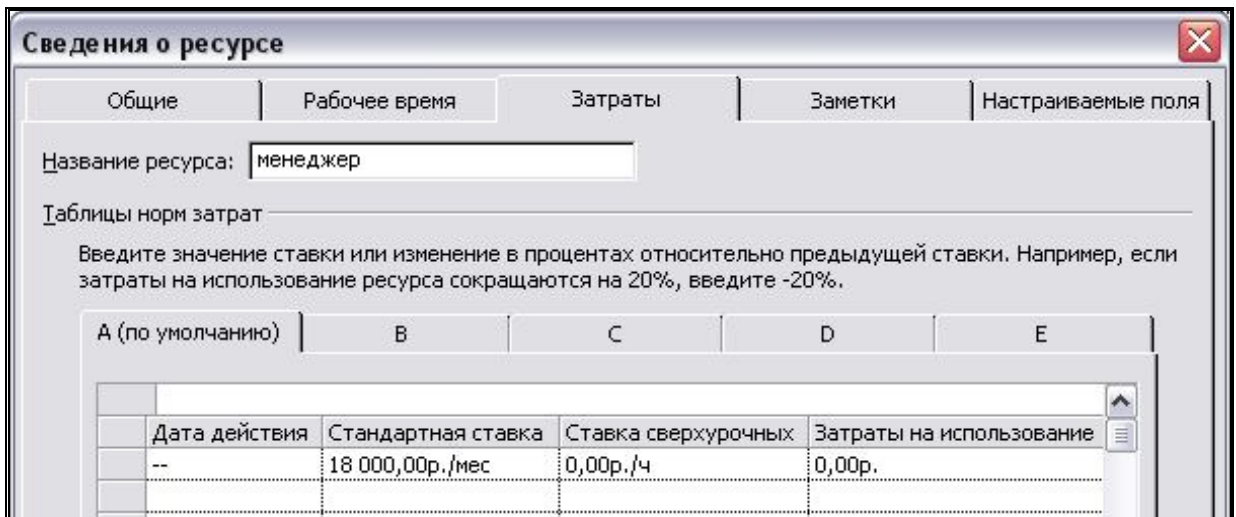 Сведения о ресурсе
Общие Рабочее время Затраты Заметки Настраиваемые поля
Название ресурса: менеджер
Таблицы норм затрат
Введите значение ставки или изменение в процентах относительно предыдущей ставки. Например, если
затраты на использование ресурса сокращаются на 20%, введите -20%.
A (по умолчанию) B C D E
Дата действия Стандартная ставка Ставка сверхурочных Затраты на использование
-- 18 000,00р./мес 0,00р./ч 0,00р.